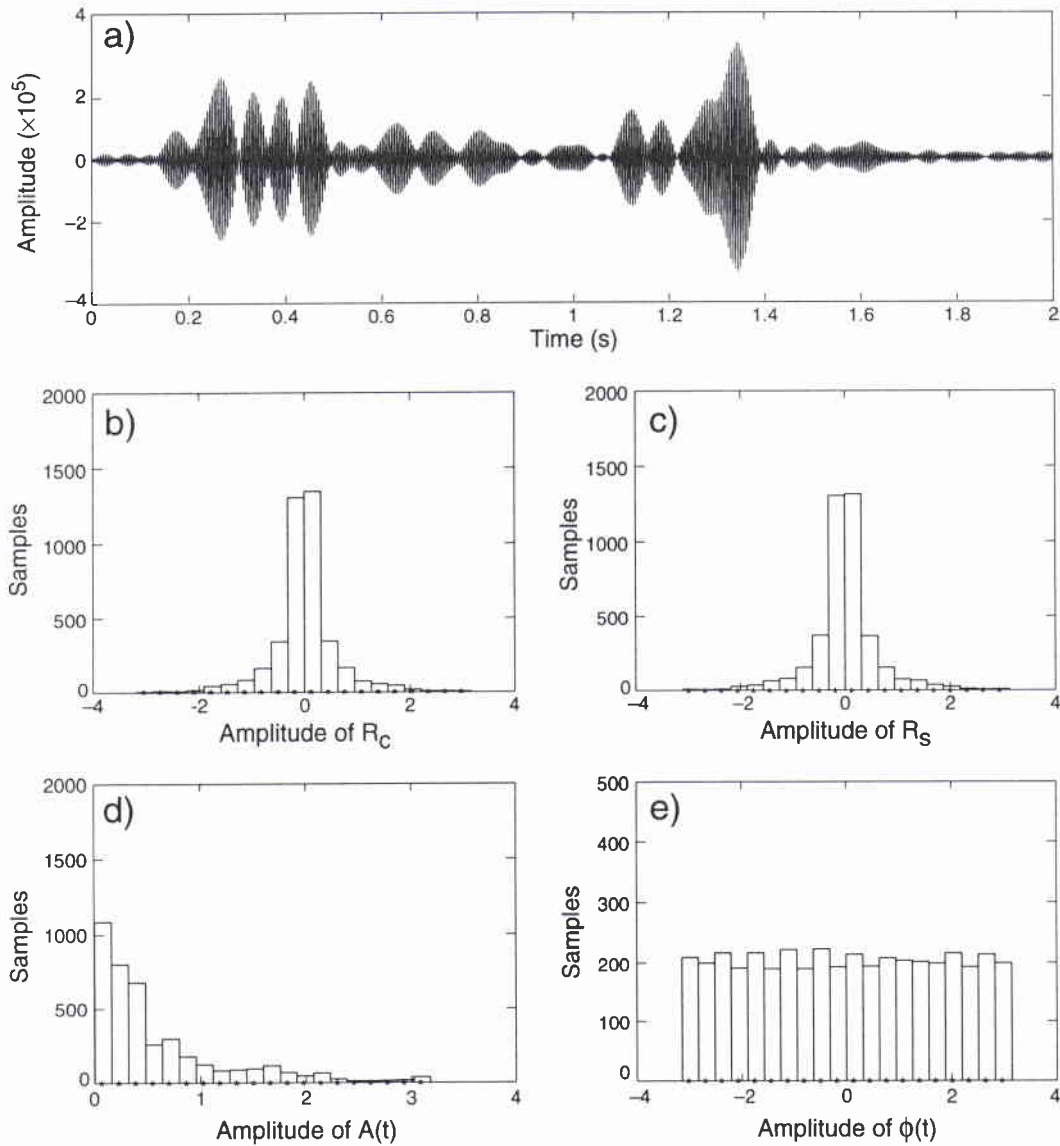 a)
4
2
0
−2
−4
Amplitude (×10⁵)
0 0.2 0.4 0.6 0.8 1 1.2 1.4 1.6 1.8 2
Time (s)
b)
2000
1500
1000
500
0
Samples
−4 −2 0 2 4
Amplitude of R_C
c)
2000
1500
1000
500
0
Samples
−4 −2 0 2 4
Amplitude of R_S
d)
2000
1500
1000
500
0
Samples
0 1 2 3 4
Amplitude of A(t)
e)
500
400
300
200
100
0
Samples
−4 −2 0 2 4
Amplitude of ϕ(t)